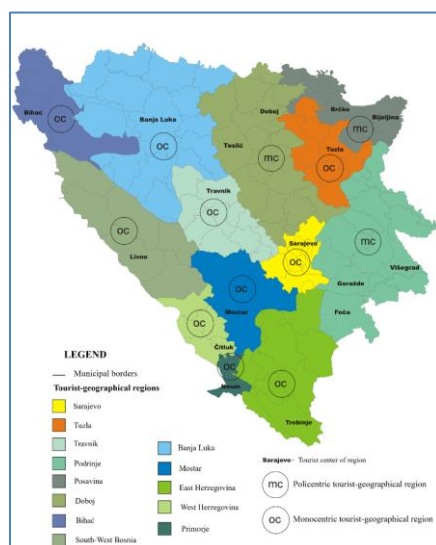 Brčko
Bihać
OC
Doboj
Bijeljina
mc
Banja Luka
OC
Teslić
Tuzla
mc
OC
Travnik
OC
OC
Sarajevo
OC
mc
Livno
Višegrad
OC
Goražde
Mostar
Foča
OC
Čitluk
OC
Neum
OC
Trebinje
LEGEND
Municipal borders
Tourist-geographical regions
Sarajevo
Tuzla
Travnik
Podrinje
Posavina
Doboj
Bihać
South-West Bosnia
Banja Luka
Mostar
East Herzegovina
West Herzegovina
Primorje
Sarajevo - Tourist center of region
mc
Policentric tourist-geographical region
oc
Monocentric tourist-geographical region